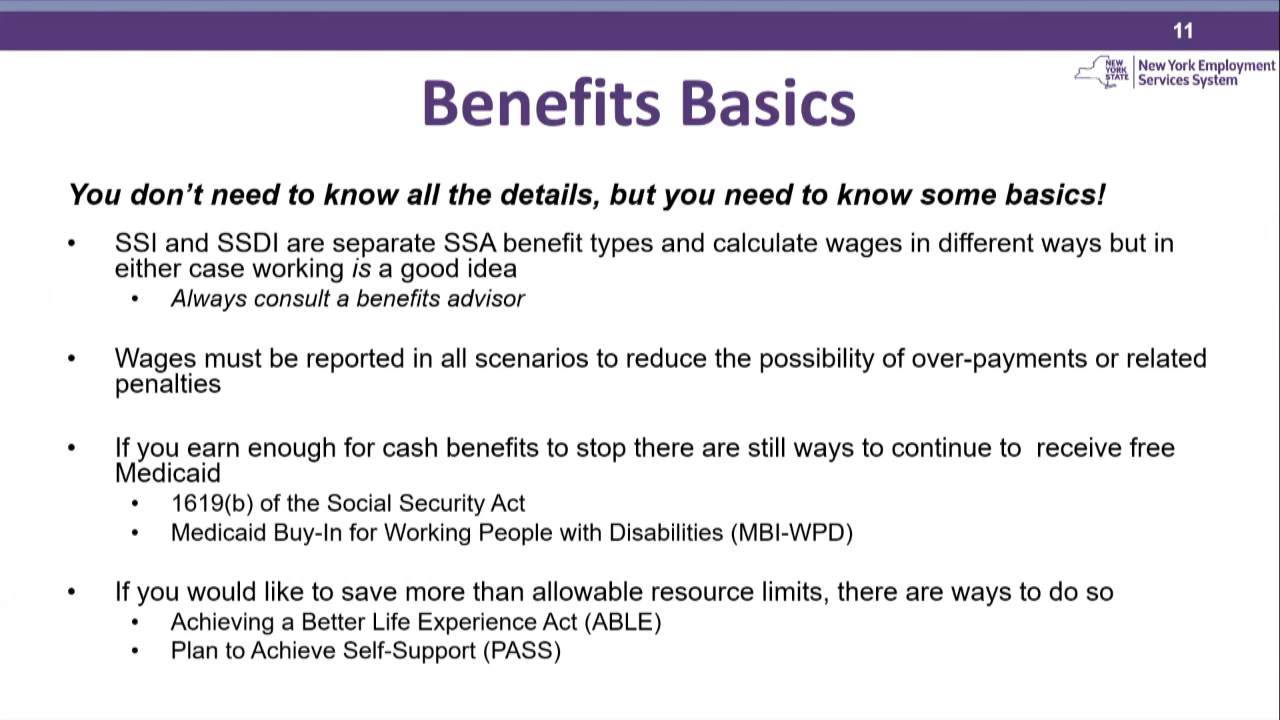 11
NEW
YORK
STATE
New York Employment
Services System
Benefits Basics
You don’t need to know all the details, but you need to know some basics!
• SSI and SSDI are separate SSA benefit types and calculate wages in different ways but in
either case working is a good idea
• Always consult a benefits advisor
• Wages must be reported in all scenarios to reduce the possibility of over-payments or related
penalties
• If you earn enough for cash benefits to stop there are still ways to continue to  receive free
Medicaid
• 1619(b) of the Social Security Act
• Medicaid Buy-In for Working People with Disabilities (MBI-WPD)
• If you would like to save more than allowable resource limits, there are ways to do so
• Achieving a Better Life Experience Act (ABLE)
• Plan to Achieve Self-Support (PASS)